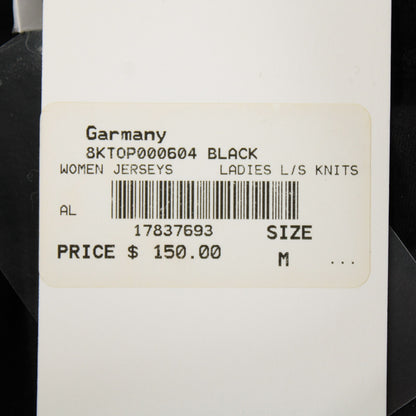 Garmany
8KTOP000604 BLACK
WOMEN JERSEYS LADIES L/S KNITS
AL
17837693 SIZE
PRICE $ 150.00 M ...